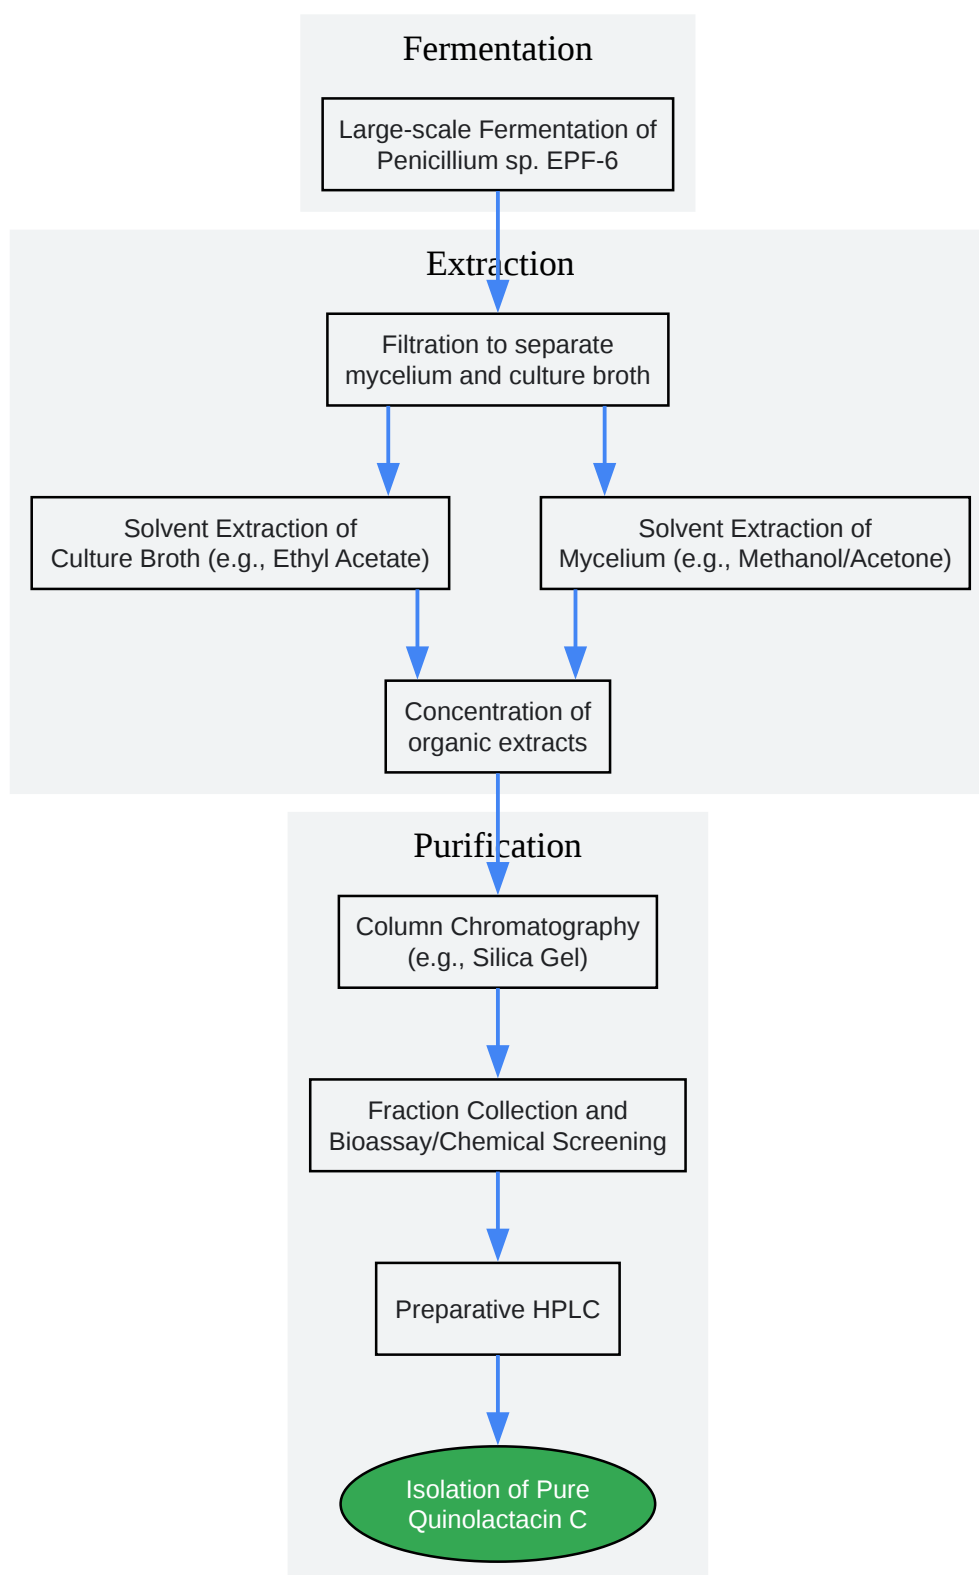 Fermentation
Large-scale Fermentation of
Penicillium sp. EPF-6
Extraction
Filtration to separate
mycelium and culture broth
Solvent Extraction of
Culture Broth (e.g., Ethyl Acetate)
Solvent Extraction of
Mycelium (e.g., Methanol/Acetone)
Concentration of
organic extracts
Purification
Column Chromatography
(e.g., Silica Gel)
Fraction Collection and
Bioassay/Chemical Screening
Preparative HPLC
Isolation of Pure
Quinolactacin C